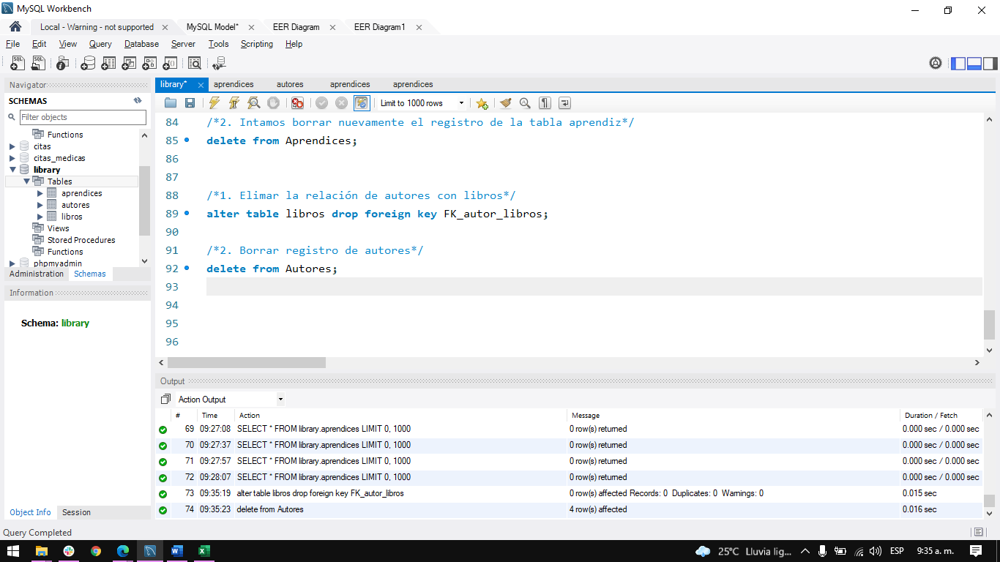 MySQL Workbench
Local - Warning - not supported
MySQL Model*
EER Diagram
EER Diagram1
File Edit View Query Database Server Tools Scripting Help
Navigator
SCHEMAS
Filter objects
Functions
citas
citas_medicas
library
Tables
aprendices
autores
libros
Views
Stored Procedures
Functions
phpmyadmin
Administration Schemas
Information
Schema: library
Object Info Session
library* aprendices autores aprendices aprendices
Limit to 1000 rows
84 /*2. Intamos borrar nuevamente el registro de la tabla aprendiz*/
85 delete from Aprendices;
86
87
88 /*1. Elimar la relación de autores con libros*/
89 alter table libros drop foreign key FK_autor_libros;
90
91 /*2. Borrar registro de autores*/
92 delete from Autores;
93
94
95
96
Output
Action Output
# Time Action Message Duration / Fetch
69 09:27:08 SELECT * FROM library.aprendices LIMIT 0, 1000 0 row(s) returned 0.000 sec / 0.000 sec
70 09:27:37 SELECT * FROM library.aprendices LIMIT 0, 1000 0 row(s) returned 0.000 sec / 0.000 sec
71 09:27:57 SELECT * FROM library.aprendices LIMIT 0, 1000 0 row(s) returned 0.000 sec / 0.000 sec
72 09:28:07 SELECT * FROM library.aprendices LIMIT 0, 1000 0 row(s) returned 0.000 sec / 0.000 sec
73 09:35:19 alter table libros drop foreign key FK_autor_libros 0 row(s) affected Records: 0 Duplicates: 0 Warnings: 0 0.015 sec
74 09:35:23 delete from Autores 4 row(s) affected 0.016 sec
Query Completed
25°C Lluvia lig... ESP 9:35 a. m.